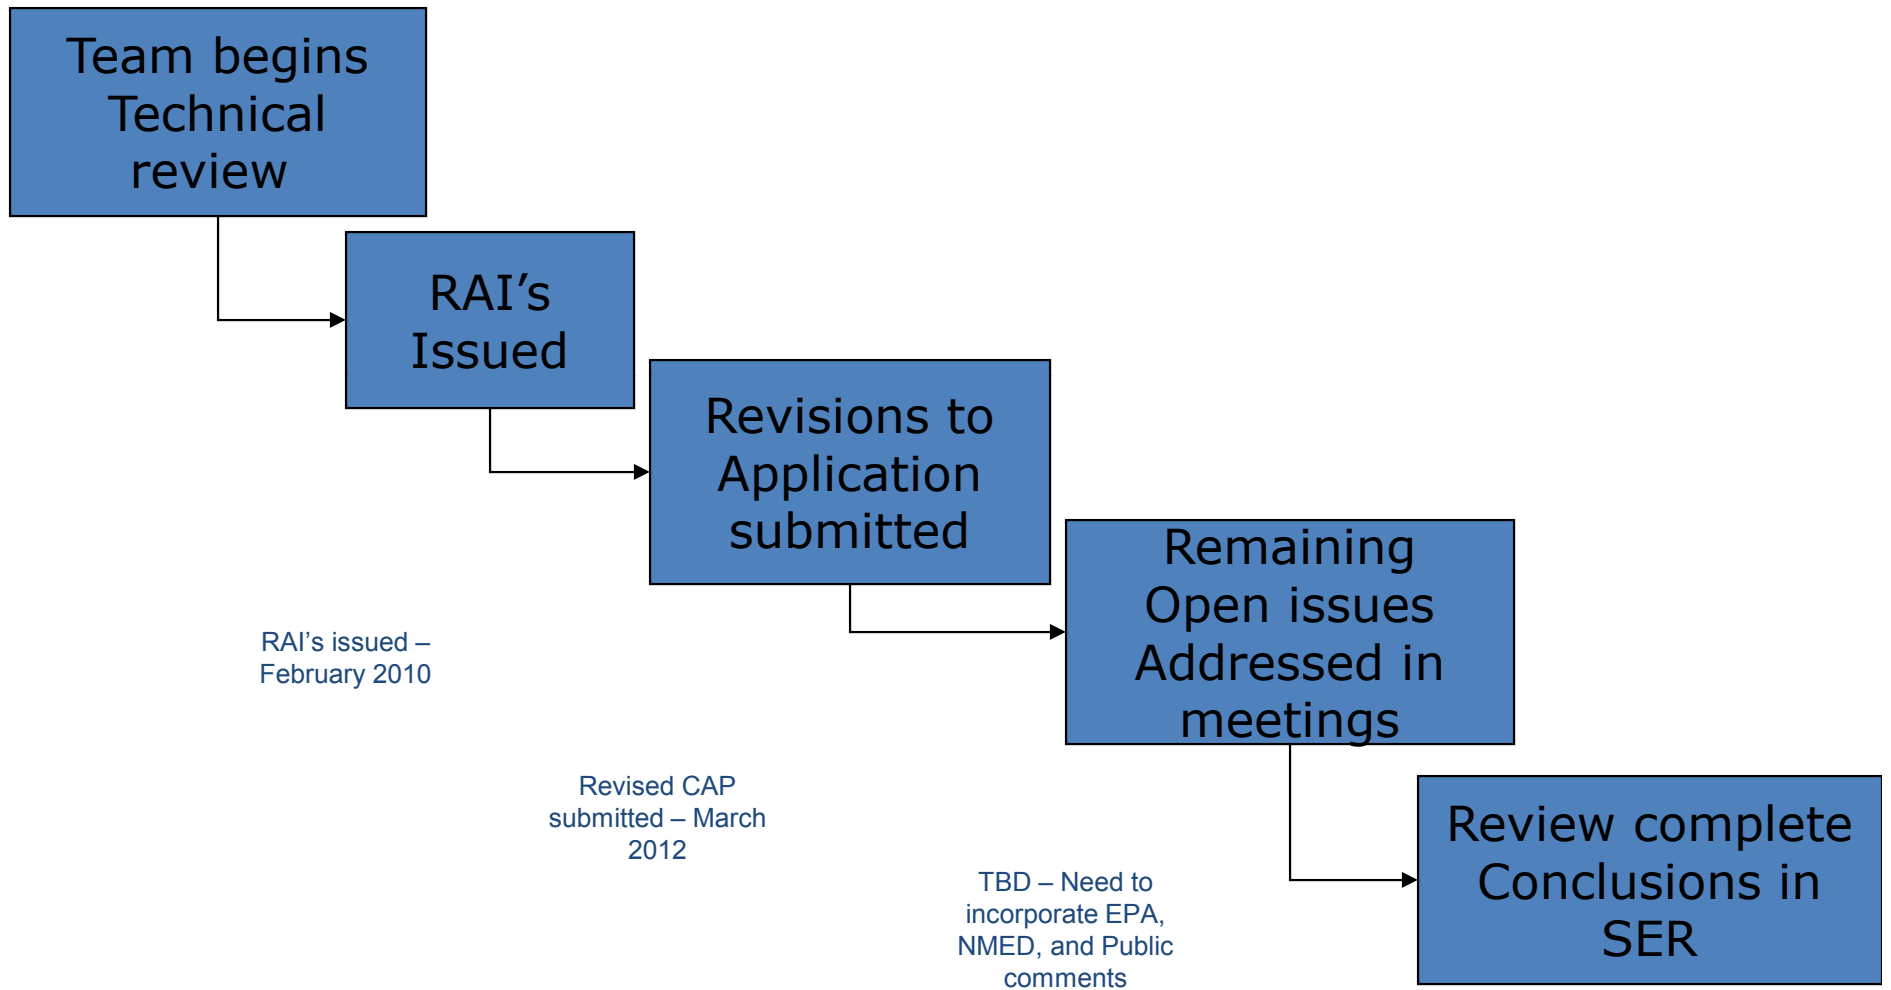 Team begins
Technical
review
RAI’s
Issued
Revisions to
Application
submitted
Remaining
Open issues
Addressed in
meetings
RAI’s issued –
February 2010
Revised CAP
submitted – March
2012
Review complete
Conclusions in
SER
TBD – Need to
incorporate EPA,
NMED, and Public
comments